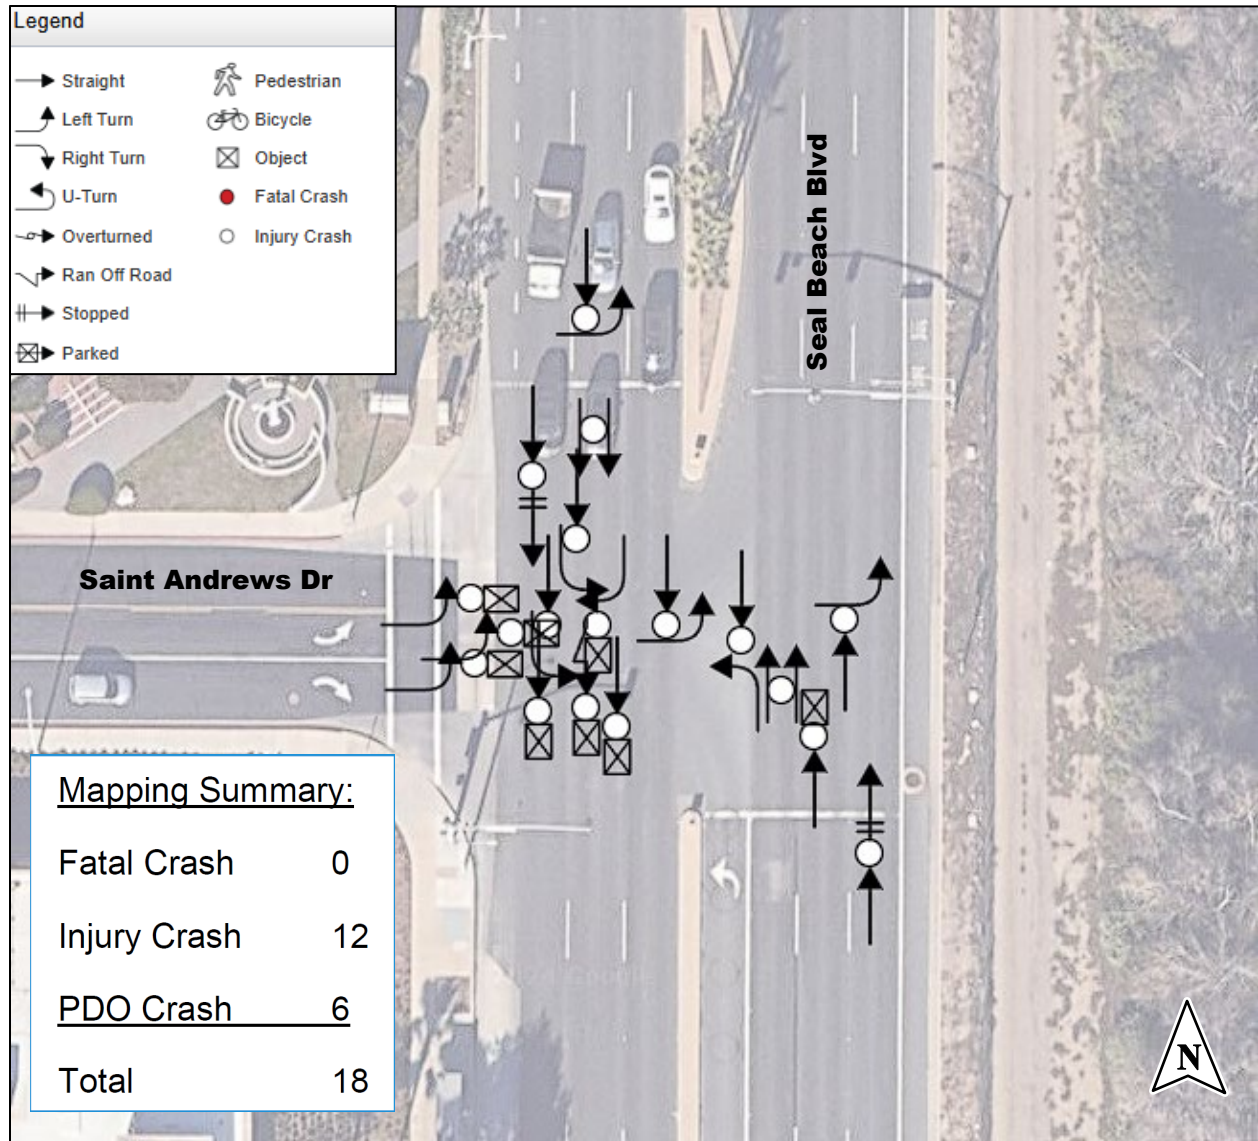 Legend
Straight
Pedestrian
Left Turn
Bicycle
Right Turn
Object
U-Turn
Fatal Crash
Overturned
Injury Crash
Ran Off Road
Stopped
Parked
Seal Beach Blvd
Saint Andrews Dr
Mapping Summary:
Fatal Crash 0
Injury Crash 12
PDO Crash 6
Total 18
N